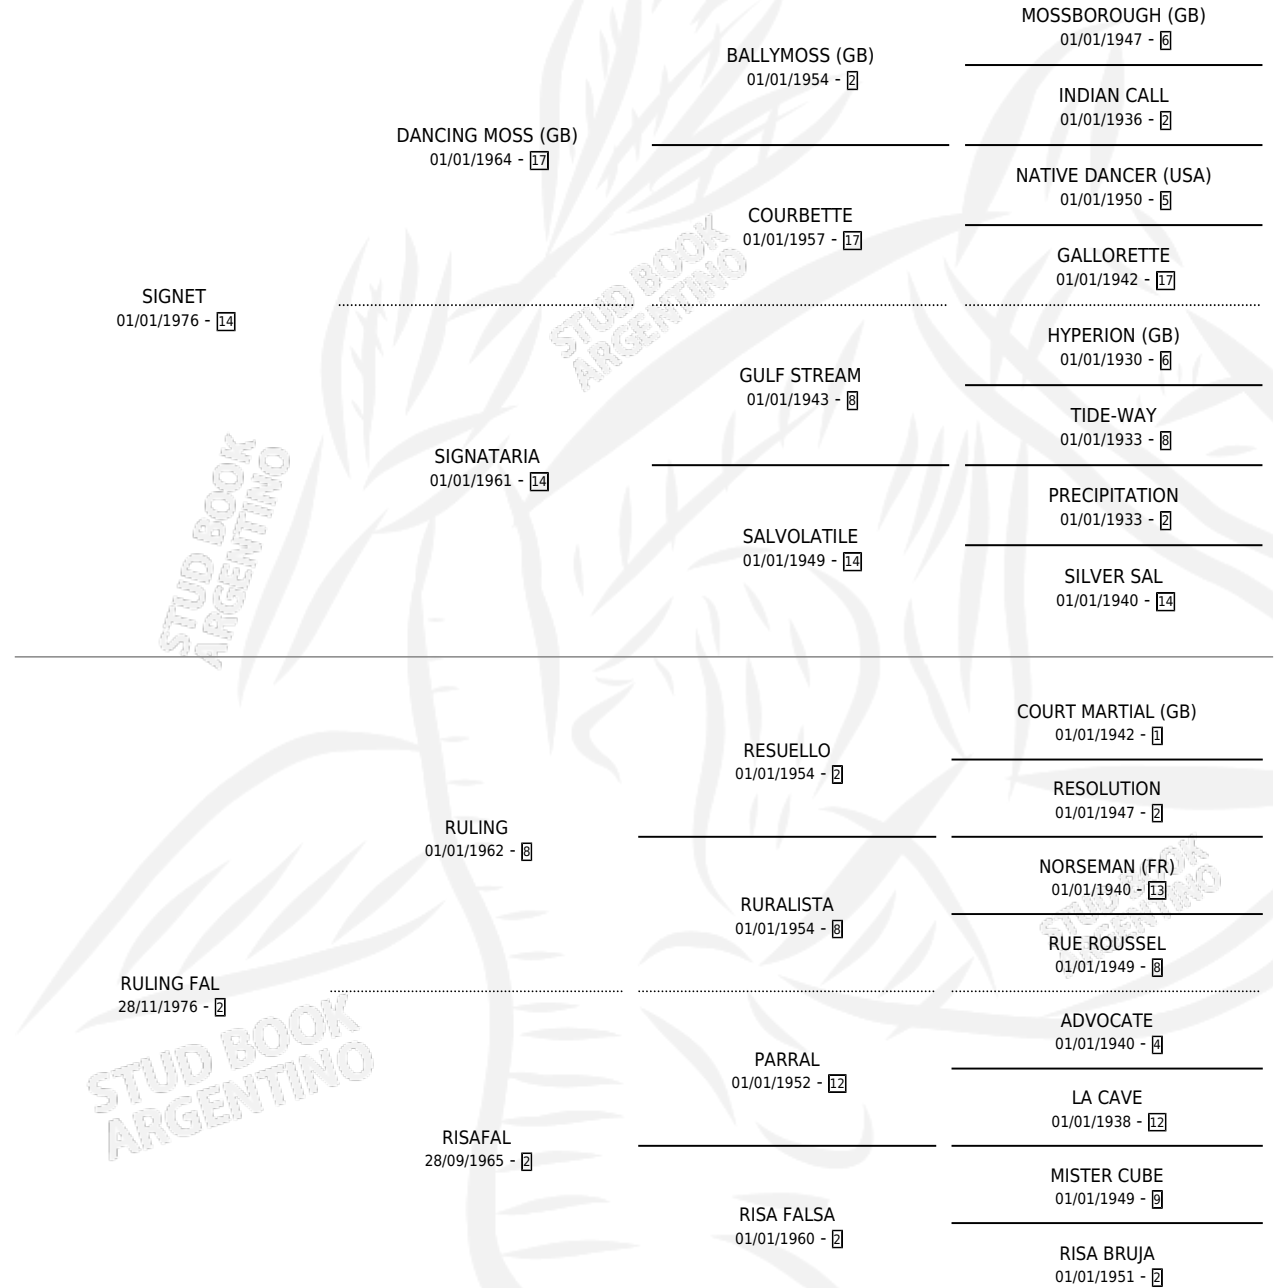 MOSSBOROUGH (GB)
01/01/1947 - 6
BALLYMOSS (GB)
01/01/1954 - 2
INDIAN CALL
01/01/1936 - 2
DANCING MOSS (GB)
01/01/1964 - 17
NATIVE DANCER (USA)
01/01/1950 - 5
COURBETTE
01/01/1957 - 17
GALLORETTE
01/01/1942 - 17
SIGNET
01/01/1976 - 14
HYPERION (GB)
01/01/1930 - 6
GULF STREAM
01/01/1943 - 8
TIDE-WAY
01/01/1933 - 8
SIGNATARIA
01/01/1961 - 14
PRECIPITATION
01/01/1933 - 2
SALVOLATILE
01/01/1949 - 14
SILVER SAL
01/01/1940 - 14
STUD BOOK
ARGENTINO
STUD BOOK
ARGENTINO
COURT MARTIAL (GB)
01/01/1942 - 1
RESUELLO
01/01/1954 - 2
RESOLUTION
01/01/1947 - 2
RULING
01/01/1962 - 8
NORSEMAN (FR)
01/01/1940 - 13
RURALISTA
01/01/1954 - 8
RUE ROUSSEL
01/01/1949 - 8
RULING FAL
28/11/1976 - 2
ADVOCATE
01/01/1940 - 4
PARRAL
01/01/1952 - 12
LA CAVE
01/01/1938 - 12
RISAFAL
28/09/1965 - 2
MISTER CUBE
01/01/1949 - 9
RISA FALSA
01/01/1960 - 2
RISA BRUJA
01/01/1951 - 2
STUD BOOK
ARGENTINO
STUD BOOK
ARGENTINO